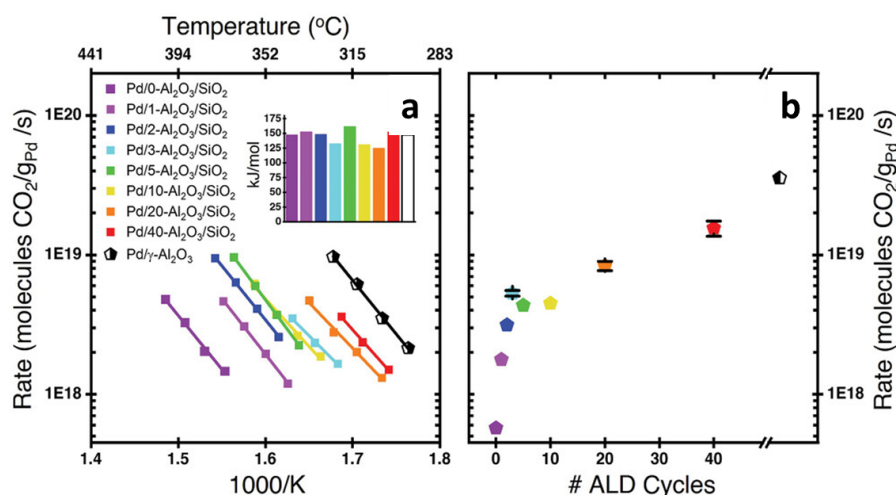 Temperature (°C)
441 394 352 315 283
Rate (molecules CO₂/gPd /s)
1E20
1E19
1E18
Pd/0-Al₂O₃/SiO₂
Pd/1-Al₂O₃/SiO₂
Pd/2-Al₂O₃/SiO₂
Pd/3-Al₂O₃/SiO₂
Pd/5-Al₂O₃/SiO₂
Pd/10-Al₂O₃/SiO₂
Pd/20-Al₂O₃/SiO₂
Pd/40-Al₂O₃/SiO₂
Pd/γ-Al₂O₃
a
kJ/mol
175
150
125
100
75
50
25
0
1.4 1.5 1.6 1.7 1.8
1000/K
b
1E20
1E19
1E18
Rate (molecules CO₂/gPd /s)
0 10 20 30 40
# ALD Cycles